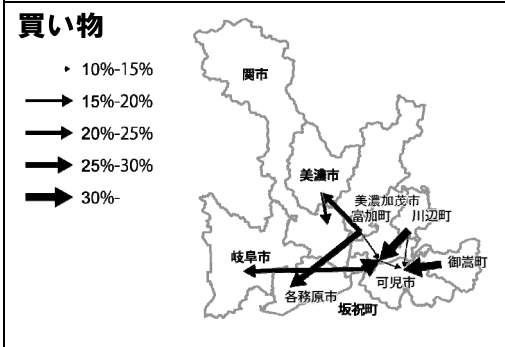 買い物
10%-15%
15%-20%
20%-25%
25%-30%
30%-
関市
美濃市
美濃加茂市
富加町
川辺町
岐阜市
御嵩町
各務原市
可児市
坂祝町